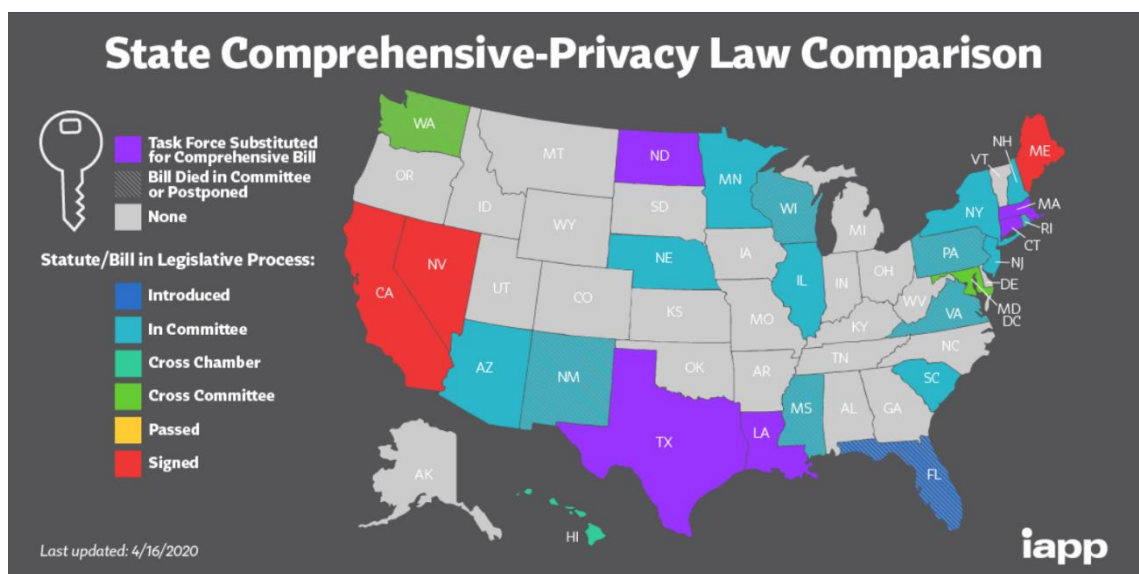 State Comprehensive-Privacy Law Comparison
Task Force Substituted
for Comprehensive Bill
Bill Died in Committee
or Postponed
None
Statute/Bill in Legislative Process:
Introduced
In Committee
Cross Chamber
Cross Committee
Passed
Signed
Last updated: 4/16/2020
WA
OR
CA
NV
ID
MT
WY
UT
CO
AZ
NM
ND
SD
NE
KS
OK
TX
MN
IA
MO
AR
LA
WI
IL
MI
IN
OH
KY
TN
MS
AL
GA
FL
SC
NC
VA
WV
PA
NY
VT
NH
ME
MA
RI
CT
NJ
DE
MD
DC
AK
HI
iapp